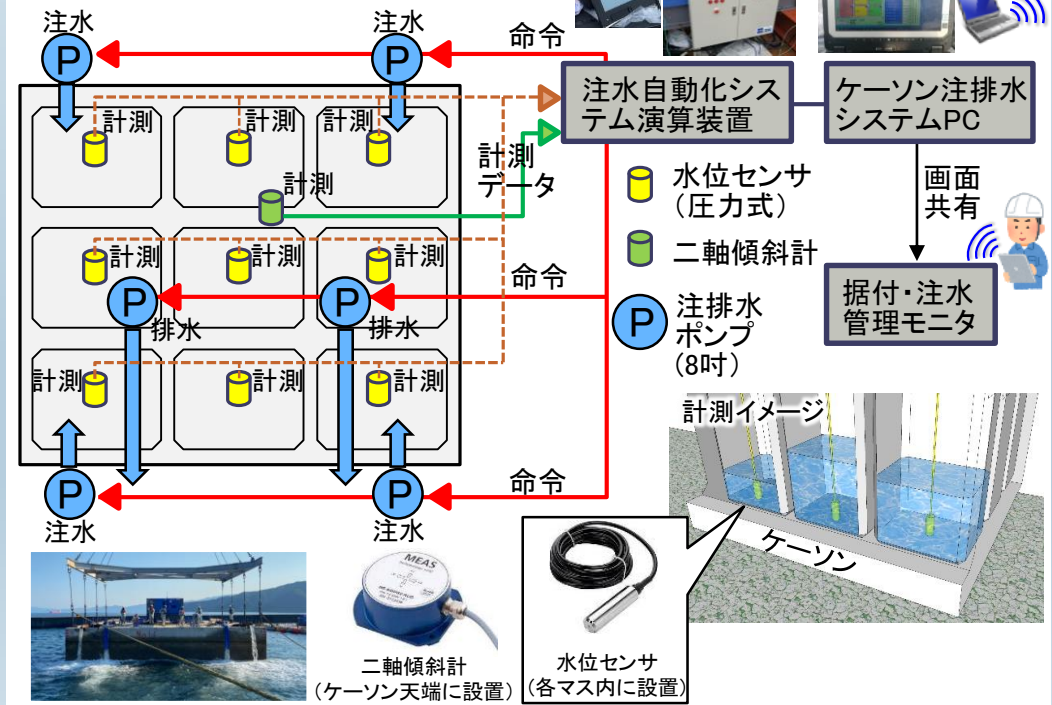 注水
注水
P
P
命令
計測
計測
計測
計測
計測
データ
注水自動化シス
テム演算装置
ケーソン注排水
システムPC
水位センサ
（圧力式）
二軸傾斜計
画面
共有
計測
計測
計測
P
P
命令
排水
排水
P
注排水
ポンプ
（8吋）
据付・注水
管理モニタ
計測
計測
計測
P
P
命令
注水
注水
計測イメージ
ケーソン
MEAS
二軸傾斜計
（ケーソン天端に設置）
水位センサ
（各マス内に設置）